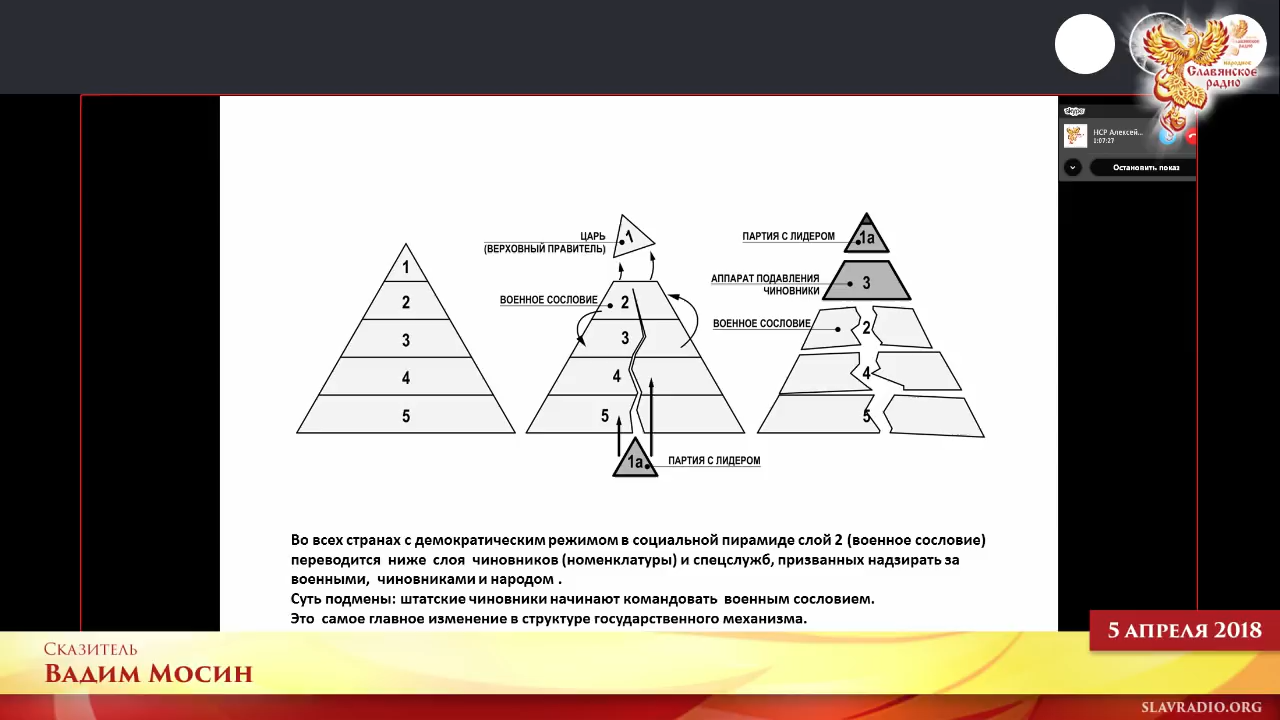 народное
Славянское
радио
skype
НСР Алексей...
1:07:27
Остановить показ
1
2
3
4
5
ЦАРЬ
(ВЕРХОВНЫЙ ПРАВИТЕЛЬ)
1
ВОЕННОЕ СОСЛОВИЕ
2
3
4
5
1а
ПАРТИЯ С ЛИДЕРОМ
ПАРТИЯ С ЛИДЕРОМ
1а
АППАРАТ ПОДАВЛЕНИЯ
ЧИНОВНИКИ
3
ВОЕННОЕ СОСЛОВИЕ
2
4
5
Во всех странах с демократическим режимом в социальной пирамиде слой 2 (военное сословие)
переводится ниже слоя чиновников (номенклатуры) и спецслужб, призванных надзирать за
военными, чиновниками и народом .
Суть подмены: штатские чиновники начинают командовать военным сословием.
Это самое главное изменение в структуре государственного механизма.
5 АПРЕЛЯ 2018
Сказитель
Вадим Мосин
SLAVRADIO.ORG